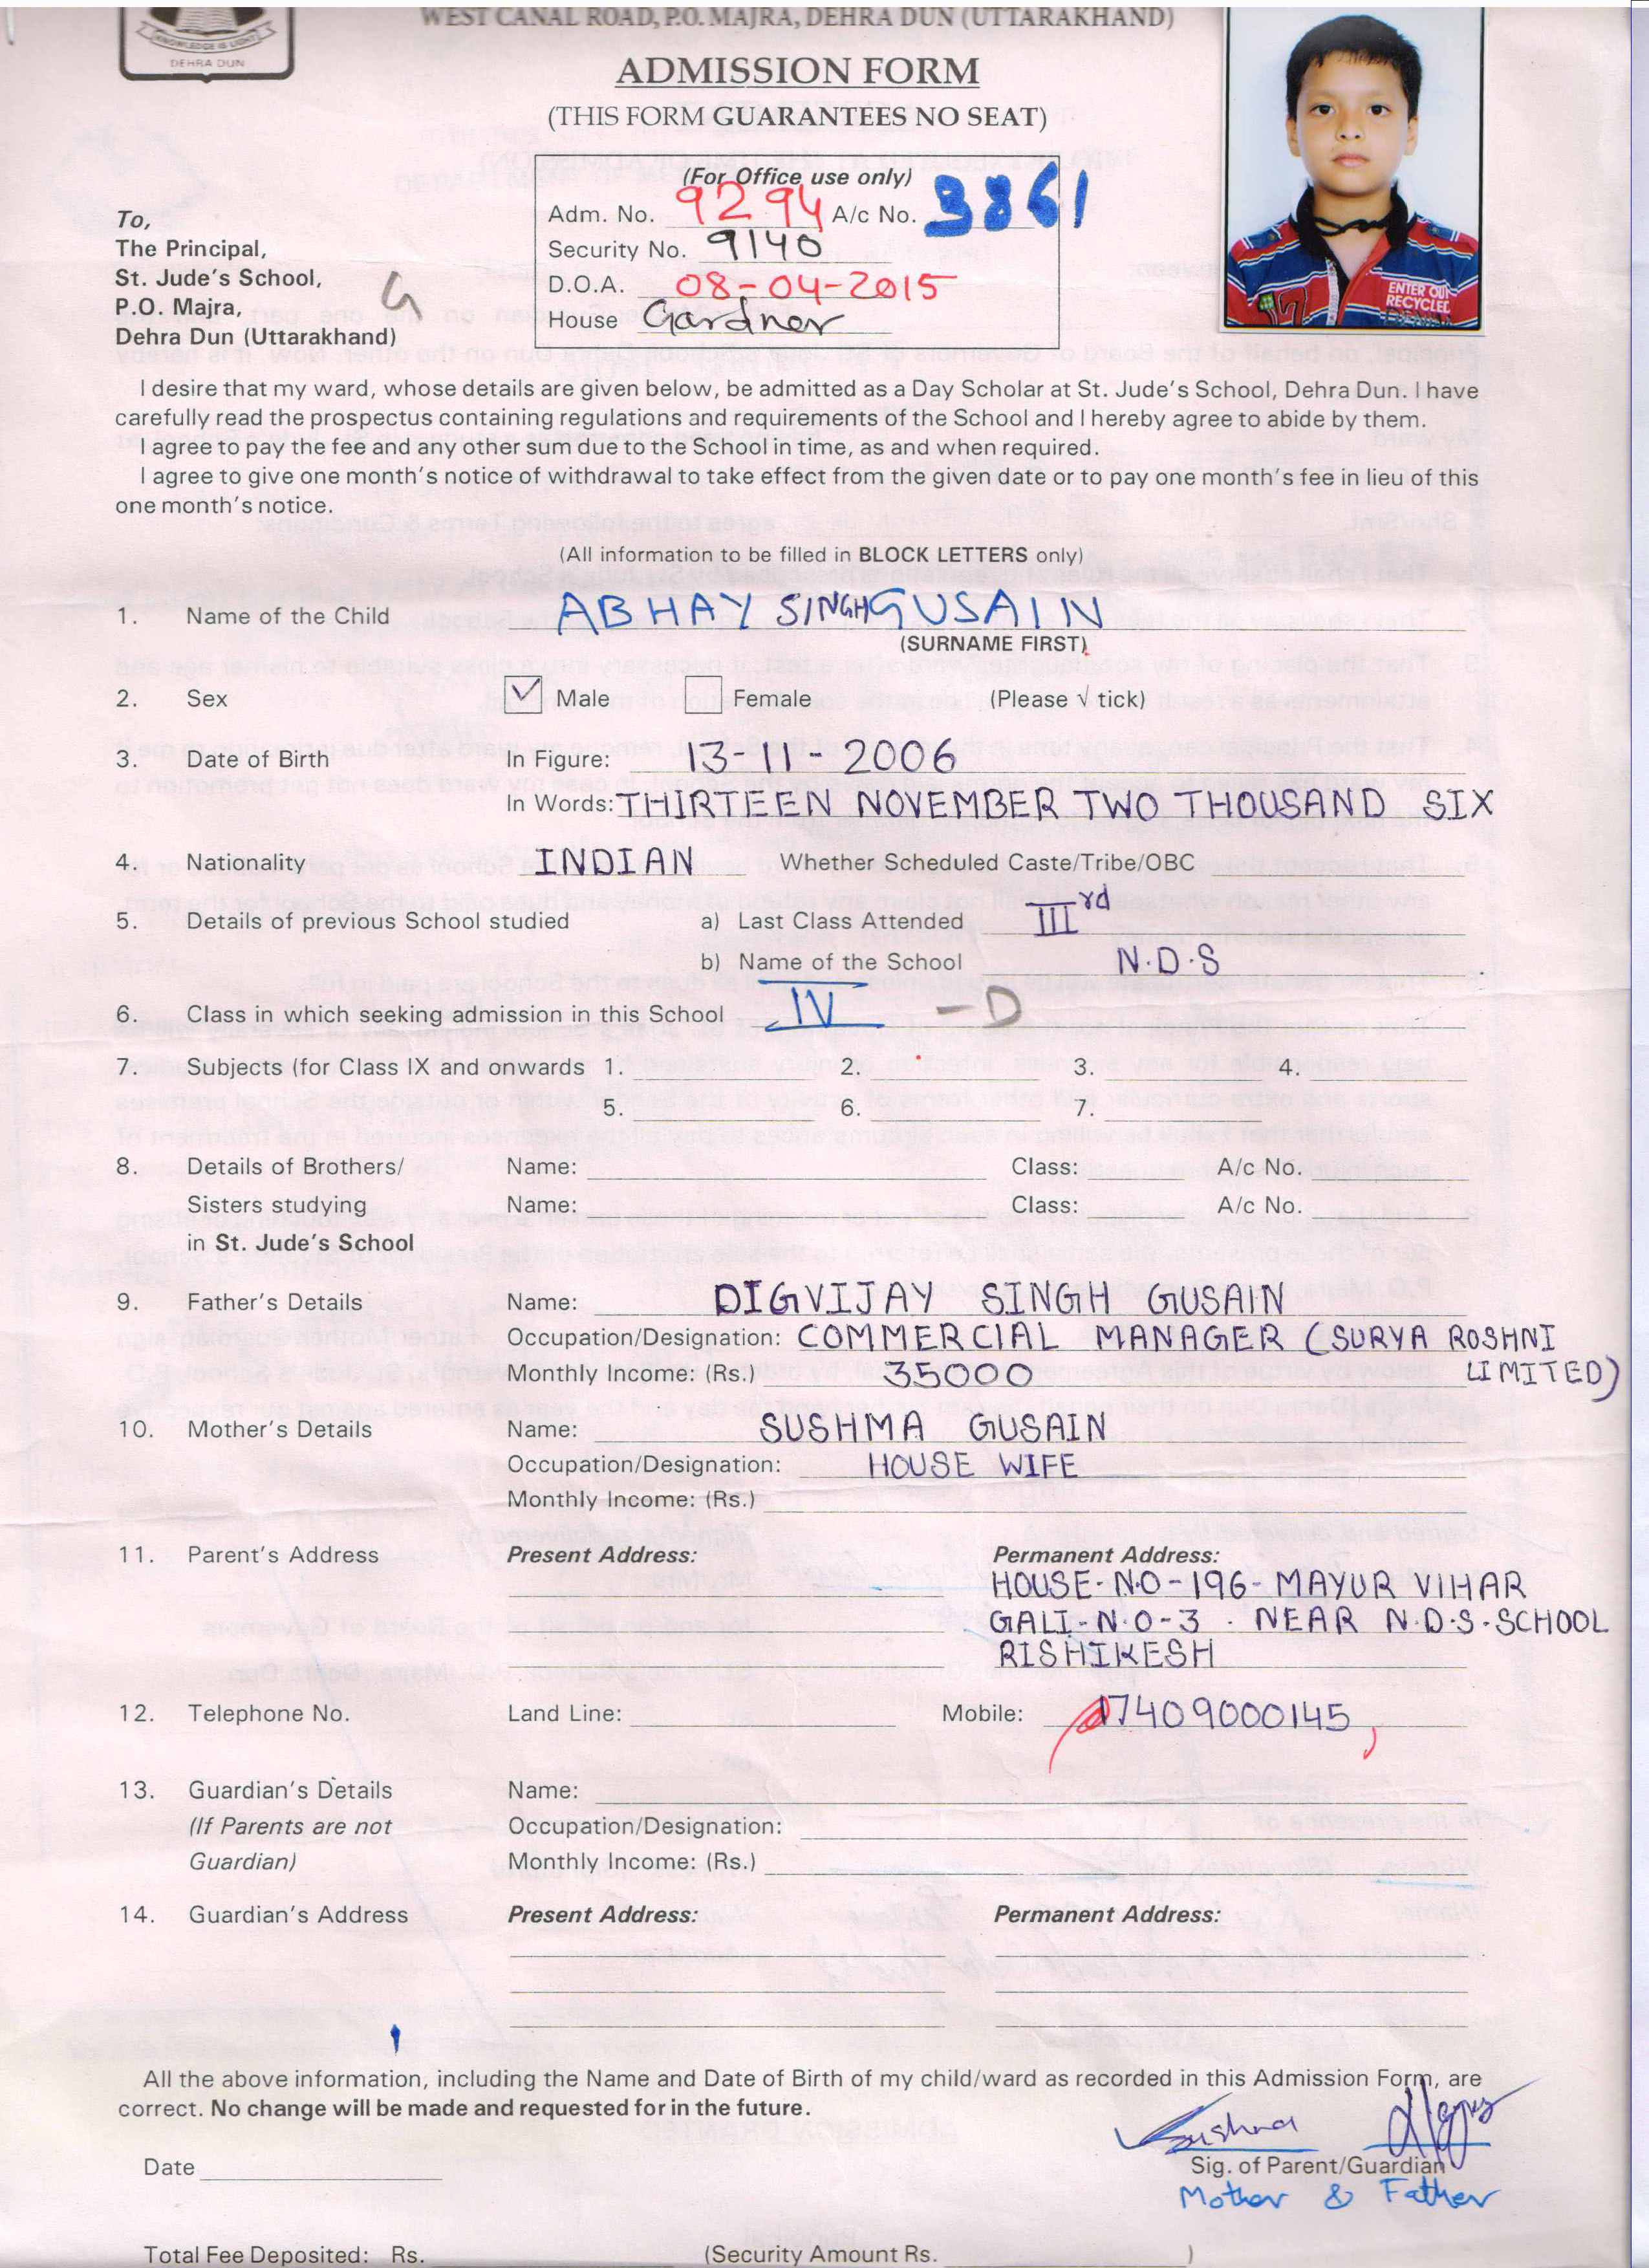 KNOWLEDGE IS LIGHT
DEHRA DUN
WEST CANAL ROAD, P.O. MAJRA, DEHRA DUN (UTTARAKHAND)
ADMISSION FORM
(THIS FORM GUARANTEES NO SEAT)
(For Office use only)
Adm. No. 9294 A/c No. 3861
Security No. 9140
D.O.A. 08-04-2015
House Gardner
To,
The Principal,
St. Jude's School,
P.O. Majra,
Dehra Dun (Uttarakhand)
G
ENTER OUT
RECYCLED
I desire that my ward, whose details are given below, be admitted as a Day Scholar at St. Jude's School, Dehra Dun. I have
carefully read the prospectus containing regulations and requirements of the School and I hereby agree to abide by them.
I agree to pay the fee and any other sum due to the School in time, as and when required.
I agree to give one month's notice of withdrawal to take effect from the given date or to pay one month's fee in lieu of this
one month's notice.
(All information to be filled in BLOCK LETTERS only)
1. Name of the Child ABHAY SINGH GUSAIN
(SURNAME FIRST)
2. Sex Male Female (Please √ tick)
3. Date of Birth In Figure: 13-11-2006
In Words: THIRTEEN NOVEMBER TWO THOUSAND SIX
4. Nationality INDIAN Whether Scheduled Caste/Tribe/OBC
5. Details of previous School studied a) Last Class Attended III rd
b) Name of the School N.D.S
6. Class in which seeking admission in this School IV - D
7. Subjects (for Class IX and onwards 1. 2. 3. 4.
5. 6. 7.
8. Details of Brothers/ Name: Class: A/c No.
Sisters studying Name: Class: A/c No.
in St. Jude's School
9. Father's Details Name: DIGVIJAY SINGH GUSAIN
Occupation/Designation: COMMERCIAL MANAGER (SURYA ROSHNI
Monthly Income: (Rs.) 35000 LIMITED)
10. Mother's Details Name: SUSHMA GUSAIN
Occupation/Designation: HOUSE WIFE
Monthly Income: (Rs.)
11. Parent's Address Present Address: Permanent Address:
HOUSE-N.O-196-MAYUR VIHAR
GALI-N.O-3 . NEAR N.D.S-SCHOOL
RISHIKESH
12. Telephone No. Land Line: Mobile: 7409000145
13. Guardian's Details Name:
(If Parents are not Occupation/Designation:
Guardian) Monthly Income: (Rs.)
14. Guardian's Address Present Address: Permanent Address:
All the above information, including the Name and Date of Birth of my child/ward as recorded in this Admission Form, are
correct. No change will be made and requested for in the future.
Sushma
Date Sig. of Parent/Guardian
Mother & Father
Total Fee Deposited: Rs. (Security Amount Rs. )